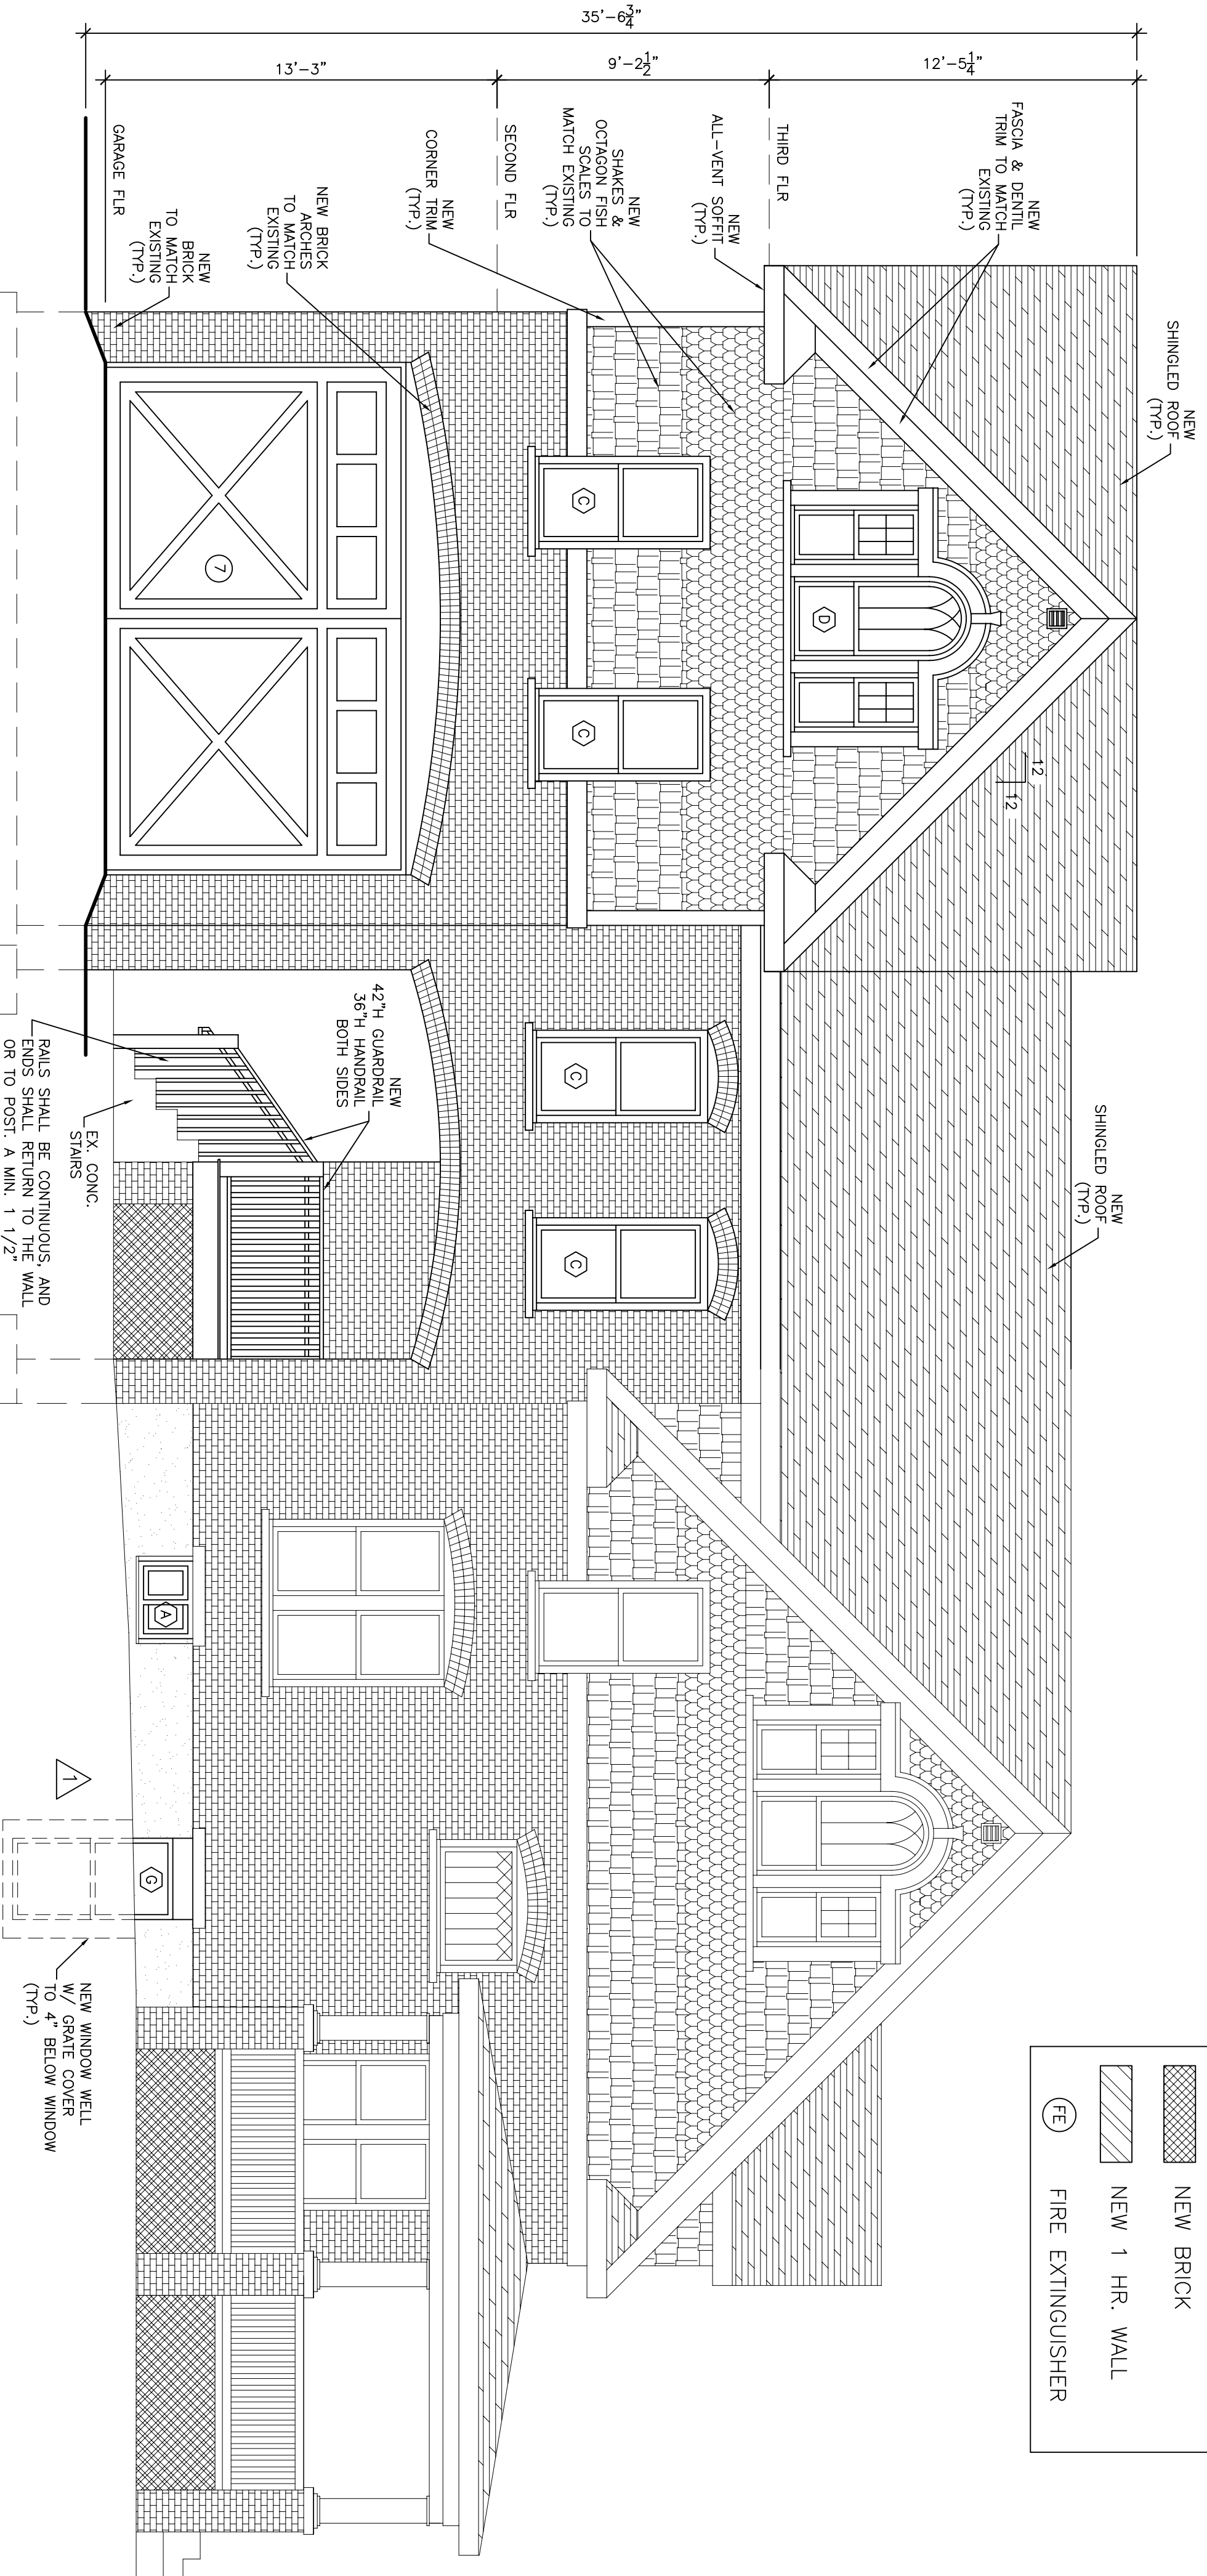 NEW BRICK
NEW 1 HR. WALL
FE
FIRE EXTINGUISHER
NEW
SHINGLED ROOF
(TYP.)
NEW
SHINGLED ROOF
(TYP.)
35'-6 3/4"
12'-5 1/4"
9'-2 1/2"
13'-3"
NEW
FASCIA & DENTIL
TRIM TO MATCH
EXISTING
(TYP.)
THIRD FLR
NEW
ALL-VENT SOFFIT
(TYP.)
NEW
SHAKES &
OCTAGON FISH
SCALES TO
MATCH EXISTING
(TYP.)
SECOND FLR
NEW
CORNER TRIM
(TYP.)
NEW BRICK
ARCHES
TO MATCH
EXISTING
(TYP.)
NEW
BRICK
TO MATCH
EXISTING
(TYP.)
GARAGE FLR
12
12
D
C
C
C
C
7
NEW
42"H GUARDRAIL
36"H HANDRAIL
BOTH SIDES
EX. CONC.
STAIRS
RAILS SHALL BE CONTINUOUS, AND
ENDS SHALL RETURN TO THE WALL
OR TO POST. A MIN. 1 1/2"
A
G
1
NEW WINDOW WELL
W/ GRATE COVER
TO 4" BELOW WINDOW
(TYP.)